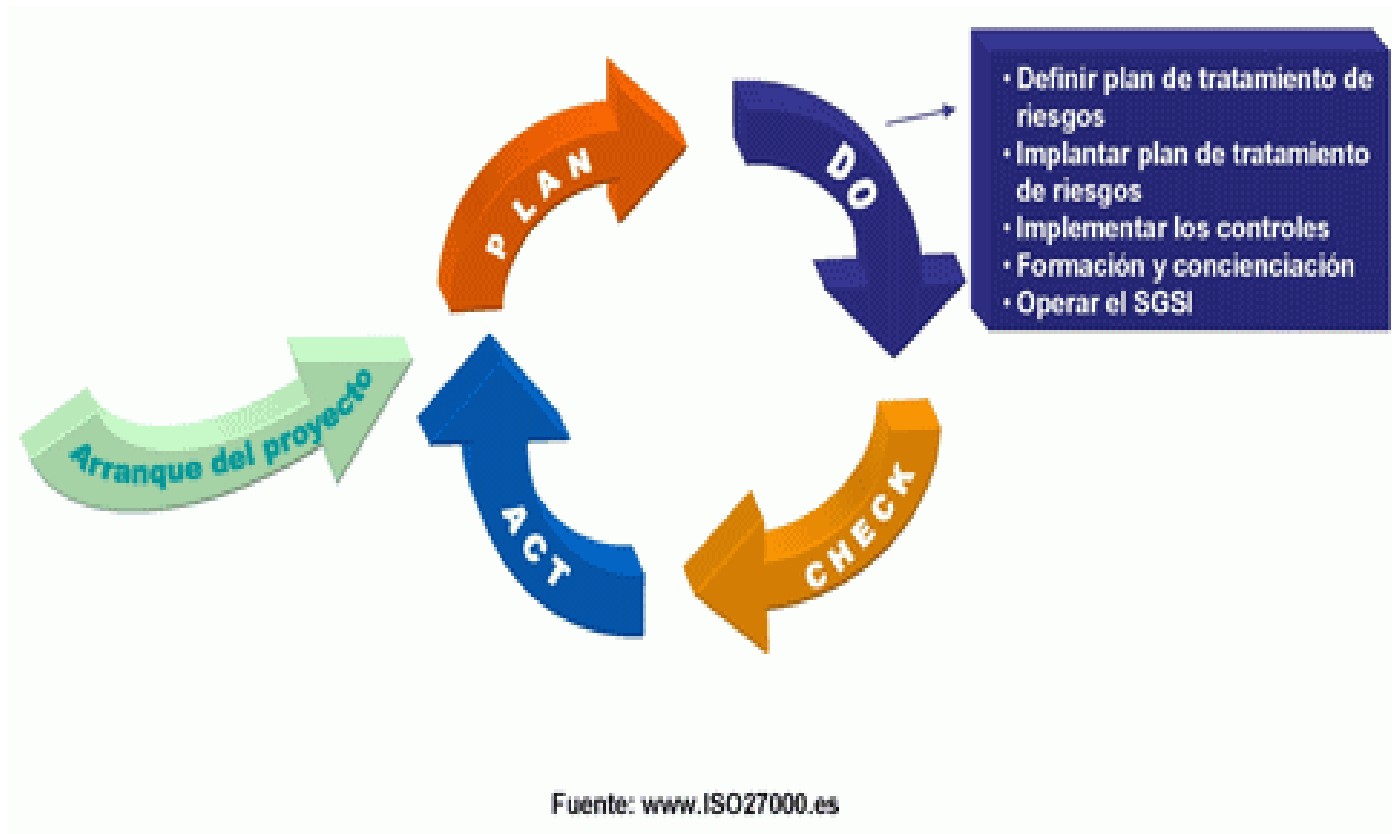 Arranque del proyecto
PLAN
DO
• Definir plan de tratamiento de
riesgos
• Implantar plan de tratamiento
de riesgos
• Implementar los controles
• Formación y concienciación
• Operar el SGSI
CHECK
ACT
Fuente: www.ISO27000.es